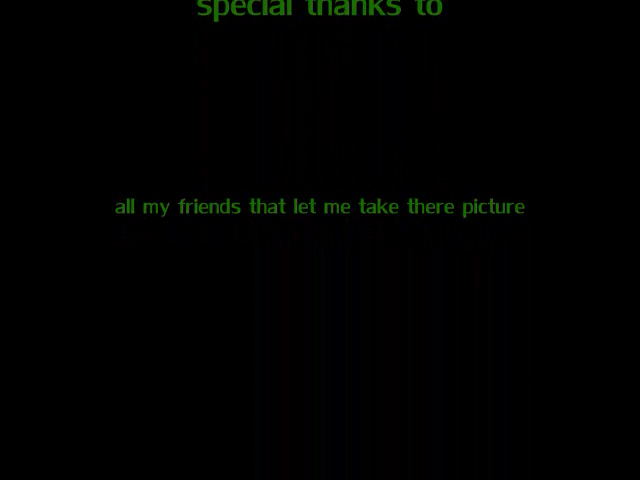 special thanks to
all my friends that let me take there picture